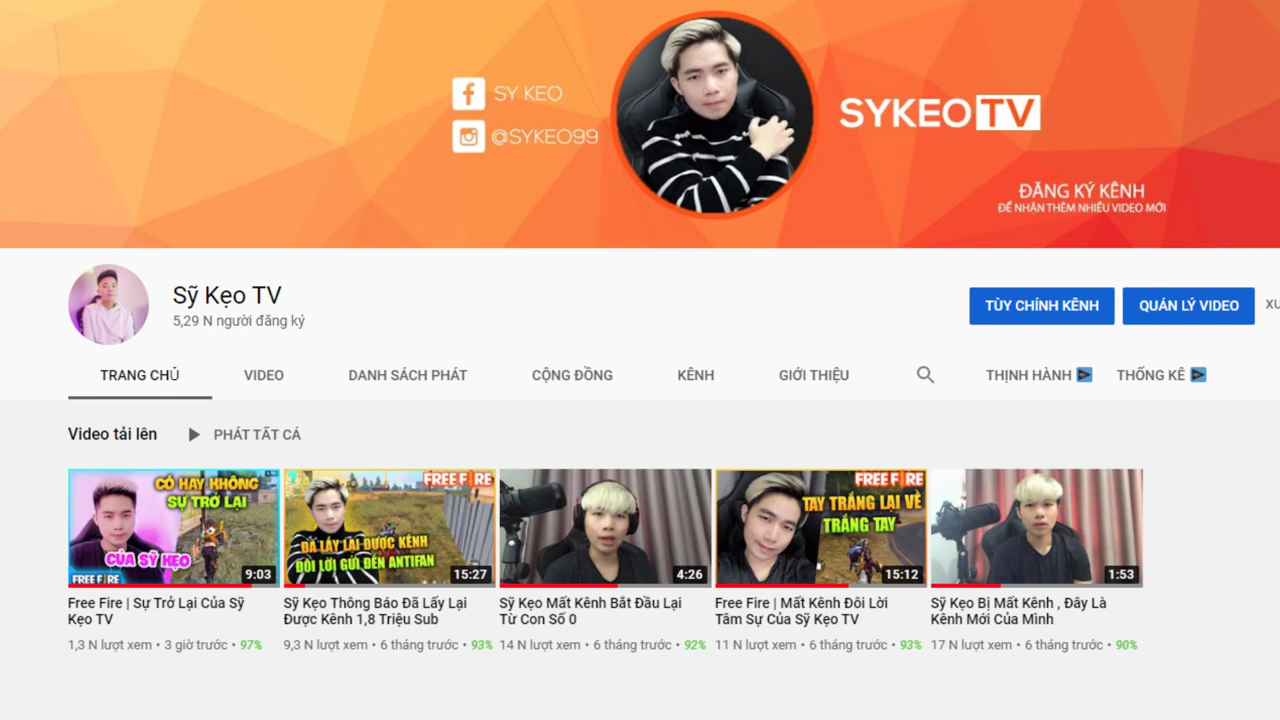 SY KEO
@SYKEO99
SYKEOTV
ĐĂNG KÝ KÊNH
ĐỂ NHẬN THÊM NHIỀU VIDEO MỚI
Sỹ Kẹo TV
5,29 N người đăng ký
TÙY CHỈNH KÊNH
QUẢN LÝ VIDEO
XU
TRANG CHỦ
VIDEO
DANH SÁCH PHÁT
CỘNG ĐỒNG
KÊNH
GIỚI THIỆU
THỊNH HÀNH
THỐNG KÊ
Video tải lên
PHÁT TẤT CẢ
CÓ HAY KHÔNG
SỰ TRỞ LẠI
CỦA SỸ KẸO
FREE FIRE
9:03
Free Fire | Sự Trở Lại Của Sỹ
Kẹo TV
1,3 N lượt xem • 3 giờ trước • 97%
FREE FIRE
ĐÃ LẤY LẠI ĐƯỢC KÊNH
ĐÔI LỜI GỬI ĐẾN ANTIFAN
15:27
Sỹ Kẹo Thông Báo Đã Lấy Lại
Được Kênh 1,8 Triệu Sub
9,3 N lượt xem • 6 tháng trước • 93%
4:26
Sỹ Kẹo Mất Kênh Bắt Đầu Lại
Từ Con Số 0
14 N lượt xem • 6 tháng trước • 92%
FREE FIRE
TAY TRẮNG LẠI VỀ
TRẮNG TAY
15:12
Free Fire | Mất Kênh Đôi Lời
Tâm Sự Của Sỹ Kẹo TV
11 N lượt xem • 6 tháng trước • 93%
1:53
Sỹ Kẹo Bị Mất Kênh , Đây Là
Kênh Mới Của Mình
17 N lượt xem • 6 tháng trước • 90%